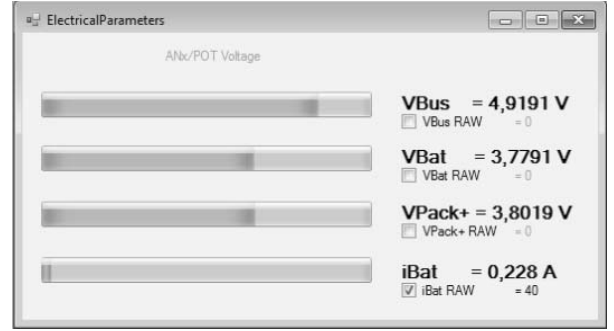 ElectricalParameters
ANx/POT Voltage
VBus = 4,9191 V
VBus RAW = 0
VBat = 3,7791 V
VBat RAW = 0
VPack+ = 3,8019 V
VPack+ RAW = 0
iBat = 0,228 A
iBat RAW = 40